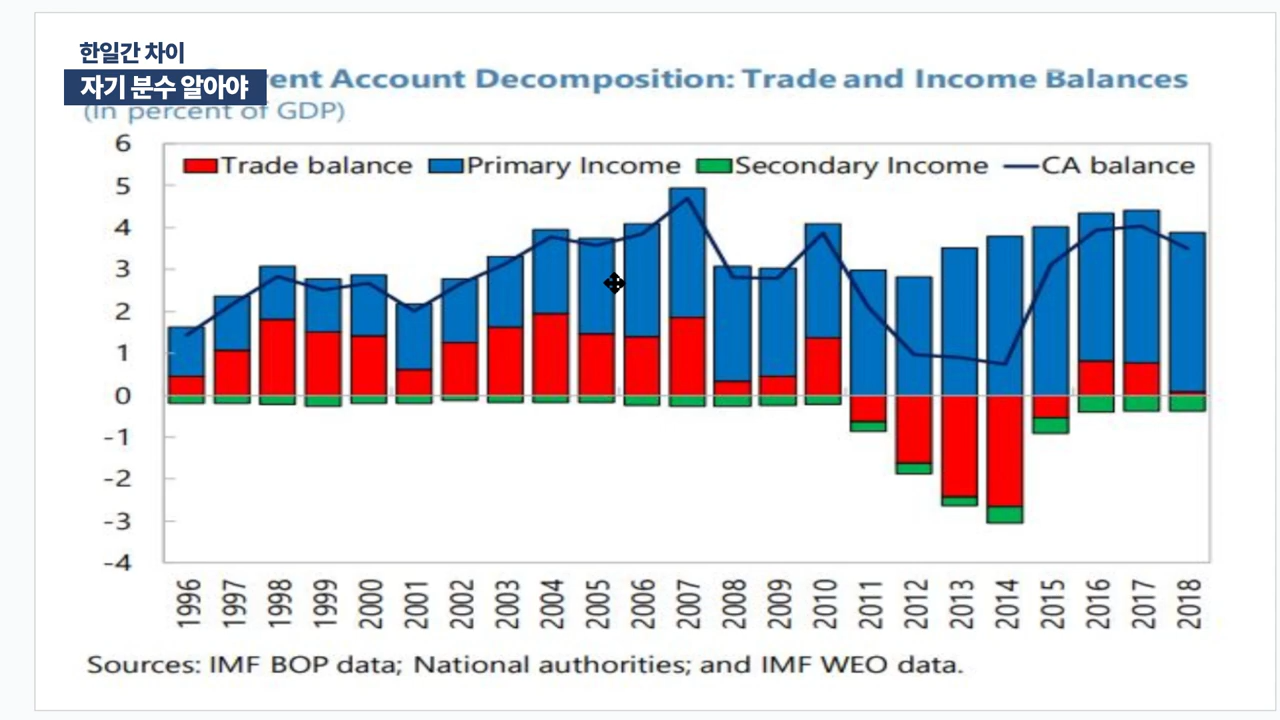 한일간 차이
자기 분수 알아야
Account Decomposition: Trade and Income Balances
(In percent of GDP)
Trade balance Primary Income Secondary Income CA balance
6
5
4
3
2
1
0
-1
-2
-3
-4
1996 1997 1998 1999 2000 2001 2002 2003 2004 2005 2006 2007 2008 2009 2010 2011 2012 2013 2014 2015 2016 2017 2018
Sources: IMF BOP data; National authorities; and IMF WEO data.